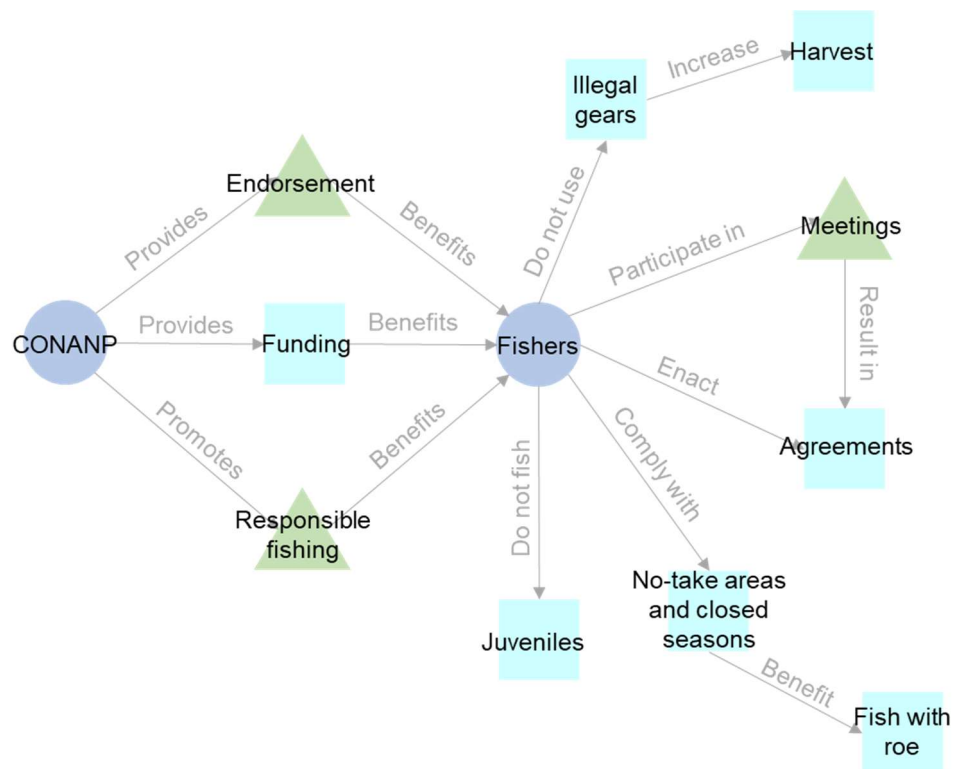 Harvest
Increase
Illegal
gears
Endorsement
Do not use
Provides
Benefits
Participate in
Meetings
CONANP
Provides
Funding
Benefits
Fishers
Result in
Enact
Promotes
Benefits
Comply with
Agreements
Do not fish
Responsible
fishing
No-take areas
and closed
seasons
Juveniles
Benefit
Fish with
roe